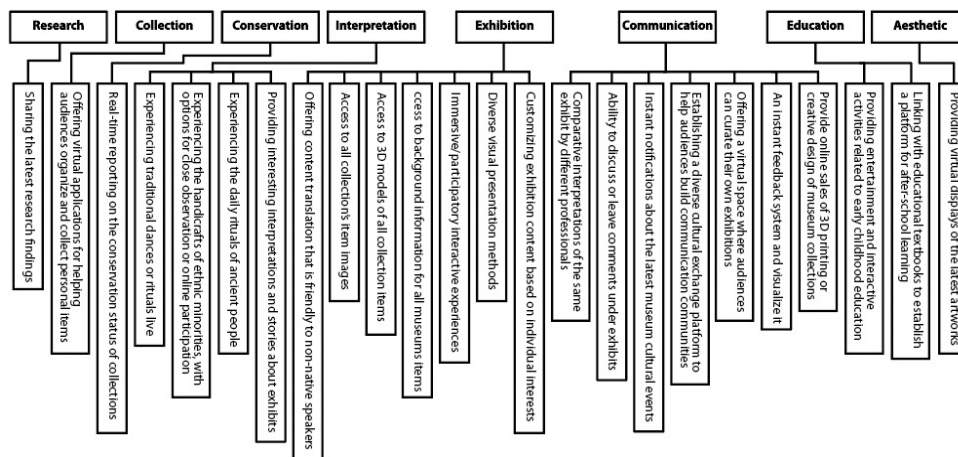 Research
Collection
Conservation
Interpretation
Exhibition
Communication
Education
Aesthetic
Sharing the latest research findings
Offering virtual applications for helping
audiences organize and collect personal items
Real-time reporting on the conservation status of collections
Experiencing traditional dances or rituals live
Experiencing the handicrafts of ethnic minorities, with
options for close observation or online participation
Experiencing the daily rituals of ancient people
Providing interesting interpretations and stories about exhibits
Offering content translation that is friendly to non-native speakers
Access to all collection's item images
Access to 3D models of all collection items
ccess to background information for all museums items
Immersive/participatory interactive experiences
Diverse visual presentation methods
Customizing exhibition content based on individual interests
Comparative interpretations of the same
exhibit by different professionals
Ability to discuss or leave comments under exhibits
Instant notifications about the latest museum cultural events
Establishing a diverse cultural exchange platform to
help audiences build communication communities
Offering a virtual space where audiences
can curate their own exhibitions
An instant feedback system and visualize it
Provide online sales of 3D printing or
creative design of museum collections
Providing entertainment and interactive
activities related to early childhood education
Linking with educational textbooks to establish
a platform for after-school learning
Providing virtual displays of the latest artworks